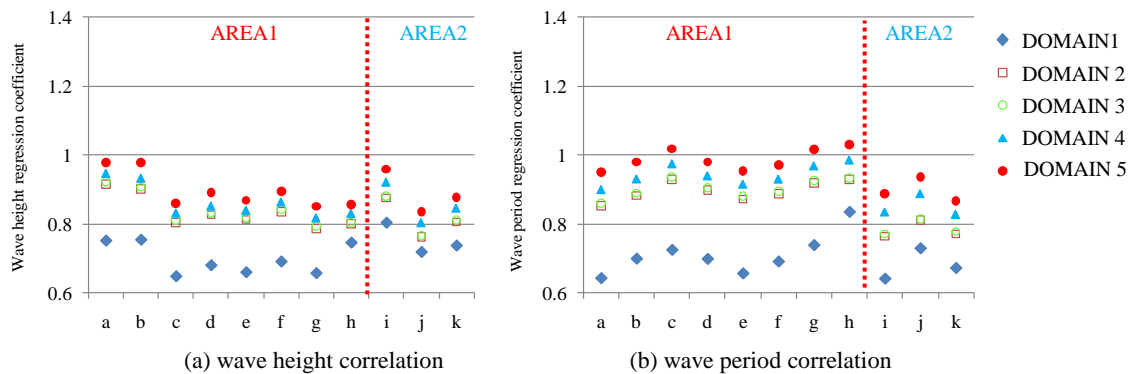 1.4
1.2
1
0.8
0.6
Wave height regression coefficient
AREA1
AREA2
a b c d e f g h i j k
(a) wave height correlation
1.4
1.2
1
0.8
0.6
Wave period regression coefficient
AREA1
AREA2
a b c d e f g h i j k
(b) wave period correlation
DOMAIN1
DOMAIN 2
DOMAIN 3
DOMAIN 4
DOMAIN 5